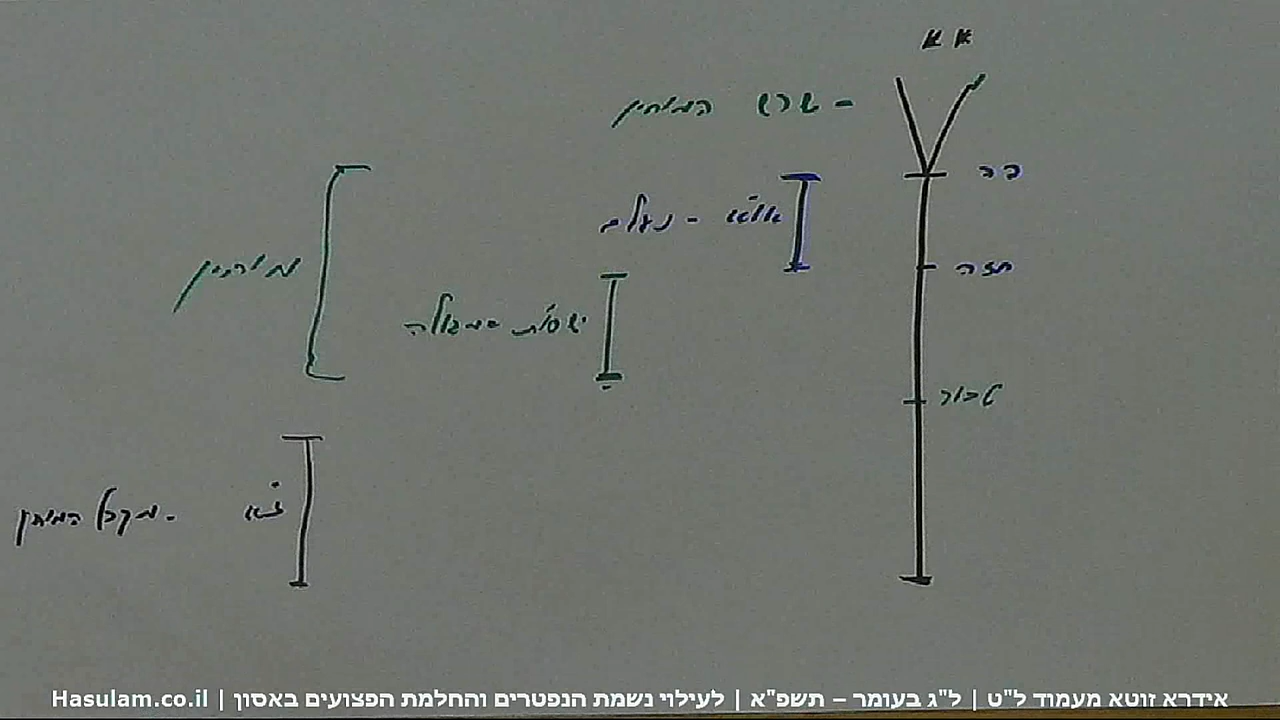 א א
- שרש המוחין
פה
או"א - נעלם
חזה
מוחין
ישסו"ת - מגולה
טבור
ז"א - מקבל המוחין
אידרא זוטא מעמוד ל"ט | ל"ג בעומר – תשפ"א | לעילוי נשמת הנפטרים והחלמת הפצועים באסון | Hasulam.co.il